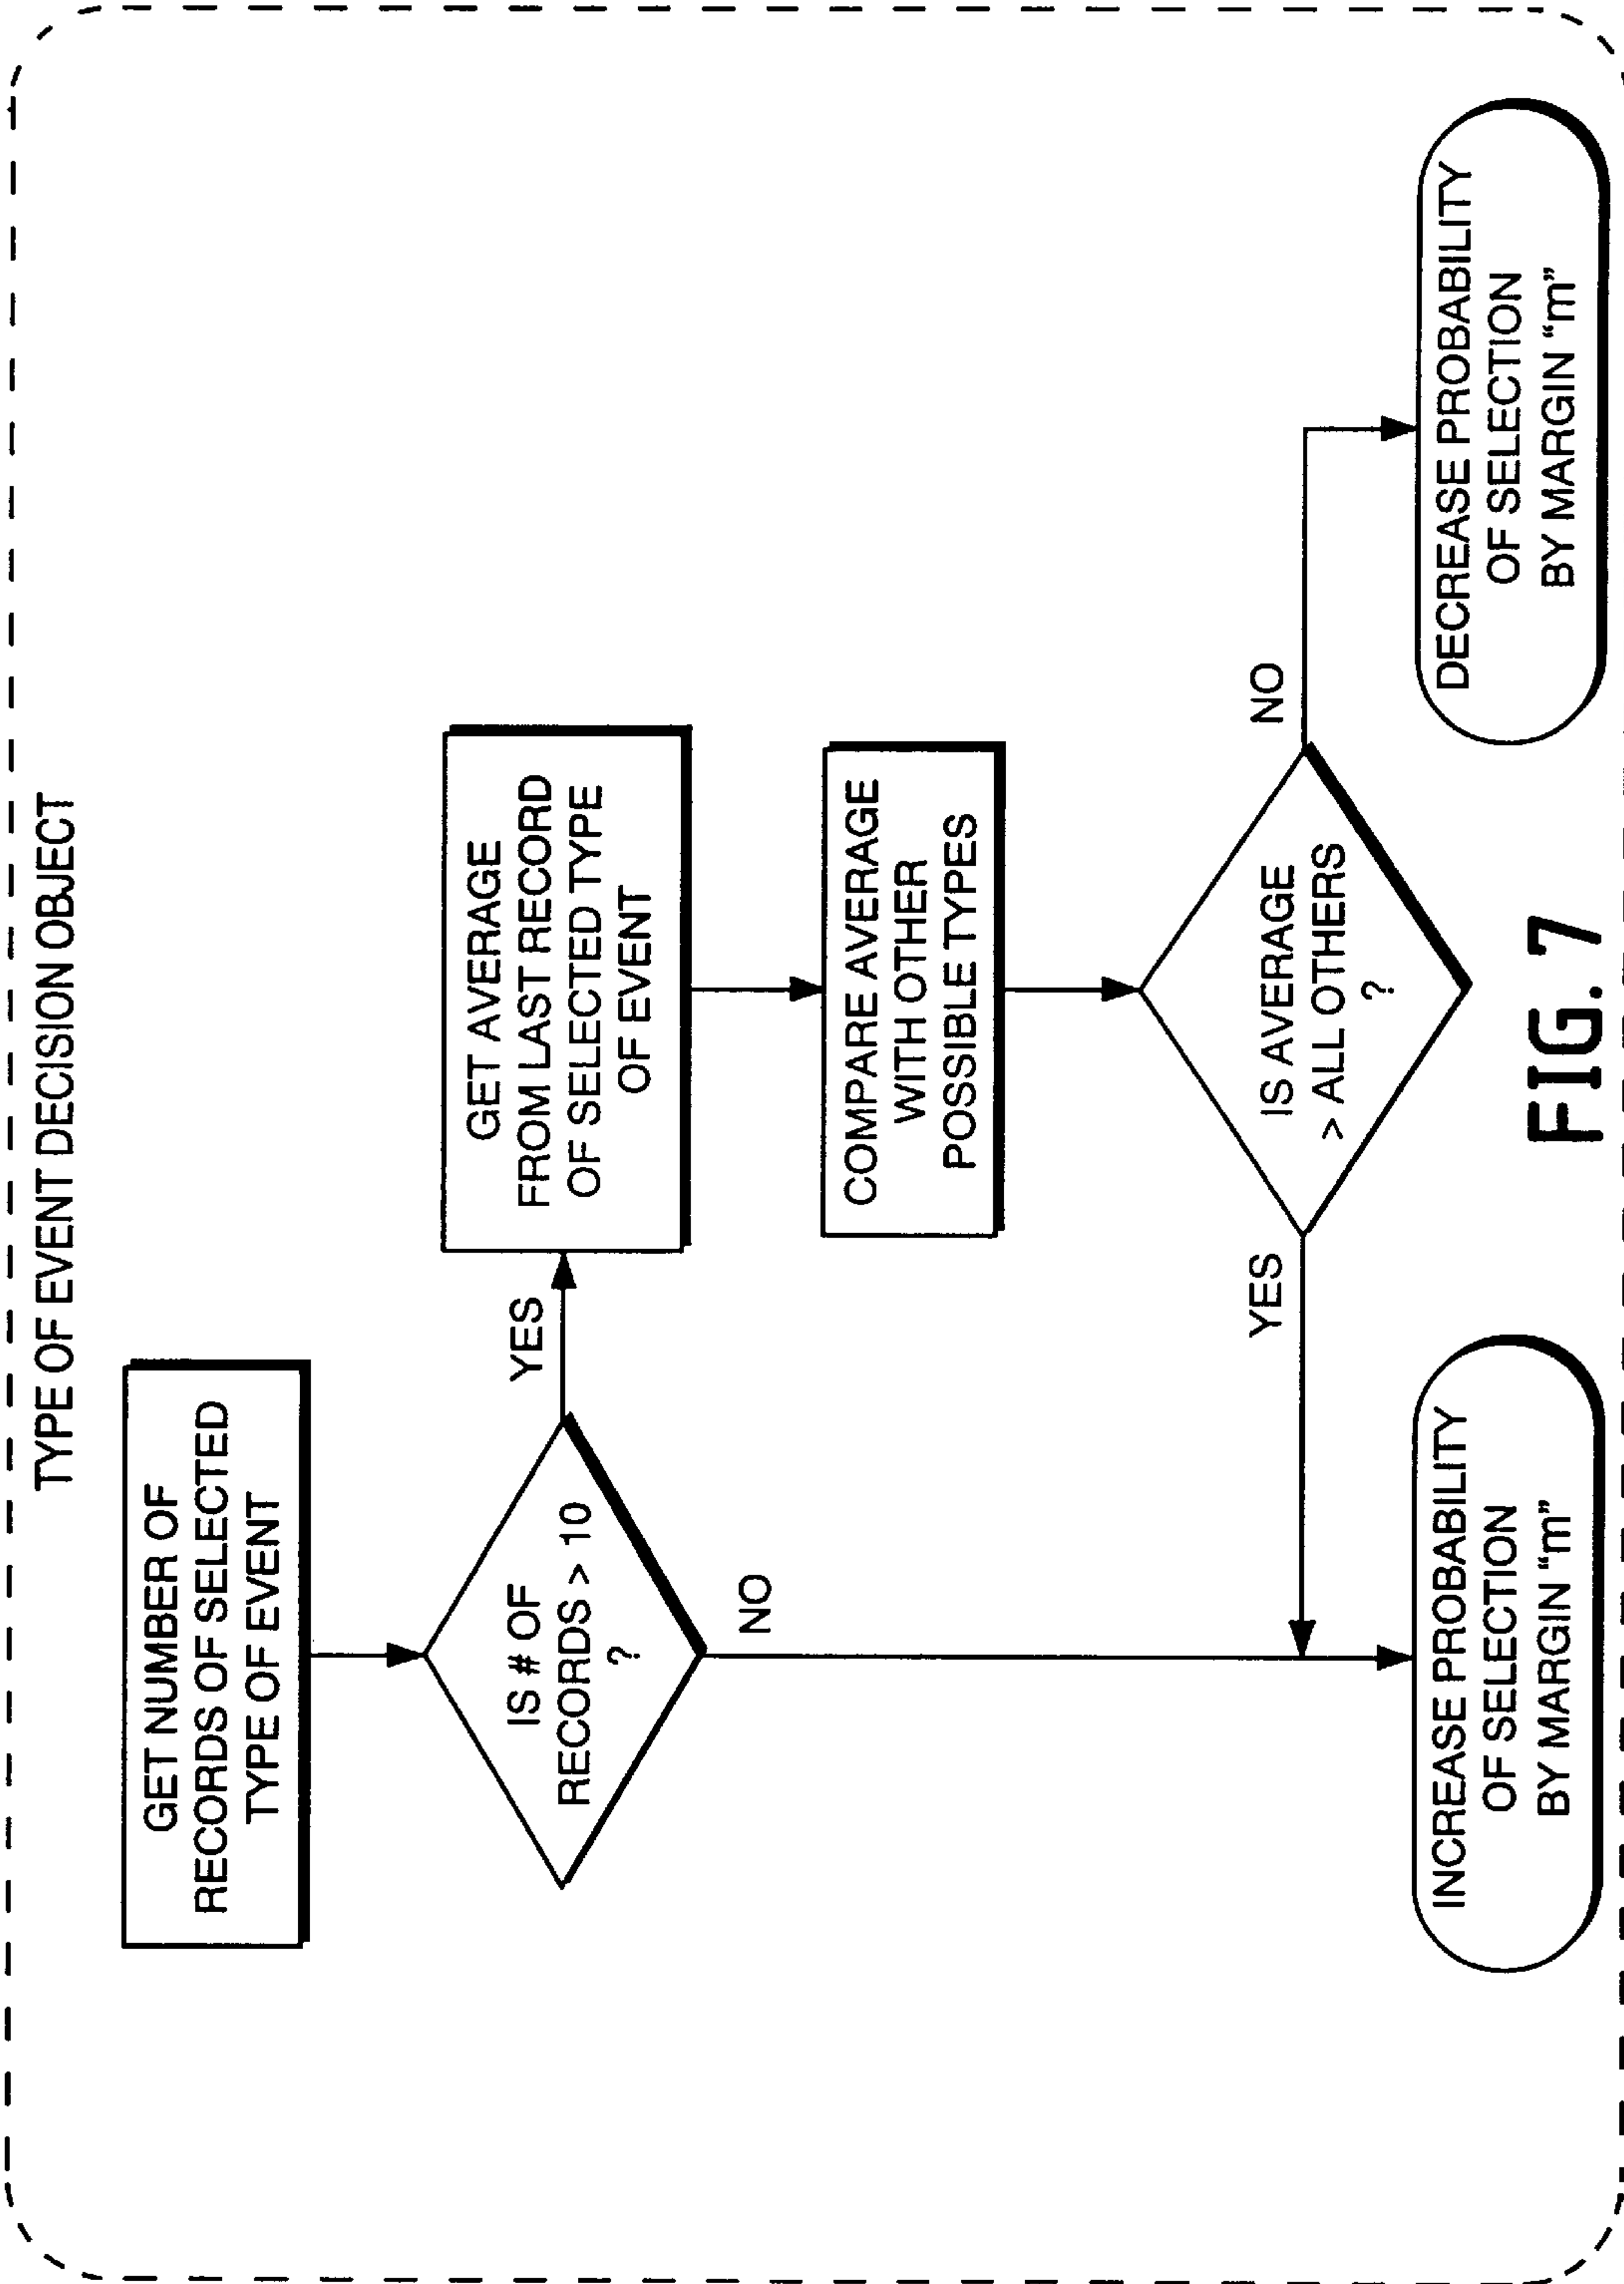 TYPE OF EVENT DECISION OBJECT
GET NUMBER OF
RECORDS OF SELECTED
TYPE OF EVENT
IS # OF
RECORDS > 10
?
YES
NO
GET AVERAGE
FROM LAST RECORD
OF SELECTED TYPE
OF EVENT
COMPARE AVERAGE
WITH OTHER
POSSIBLE TYPES
IS AVERAGE
> ALL OTHERS
?
YES
NO
INCREASE PROBABILITY
OF SELECTION
BY MARGIN “m”
DECREASE PROBABILITY
OF SELECTION
BY MARGIN “m”
FIG. 7